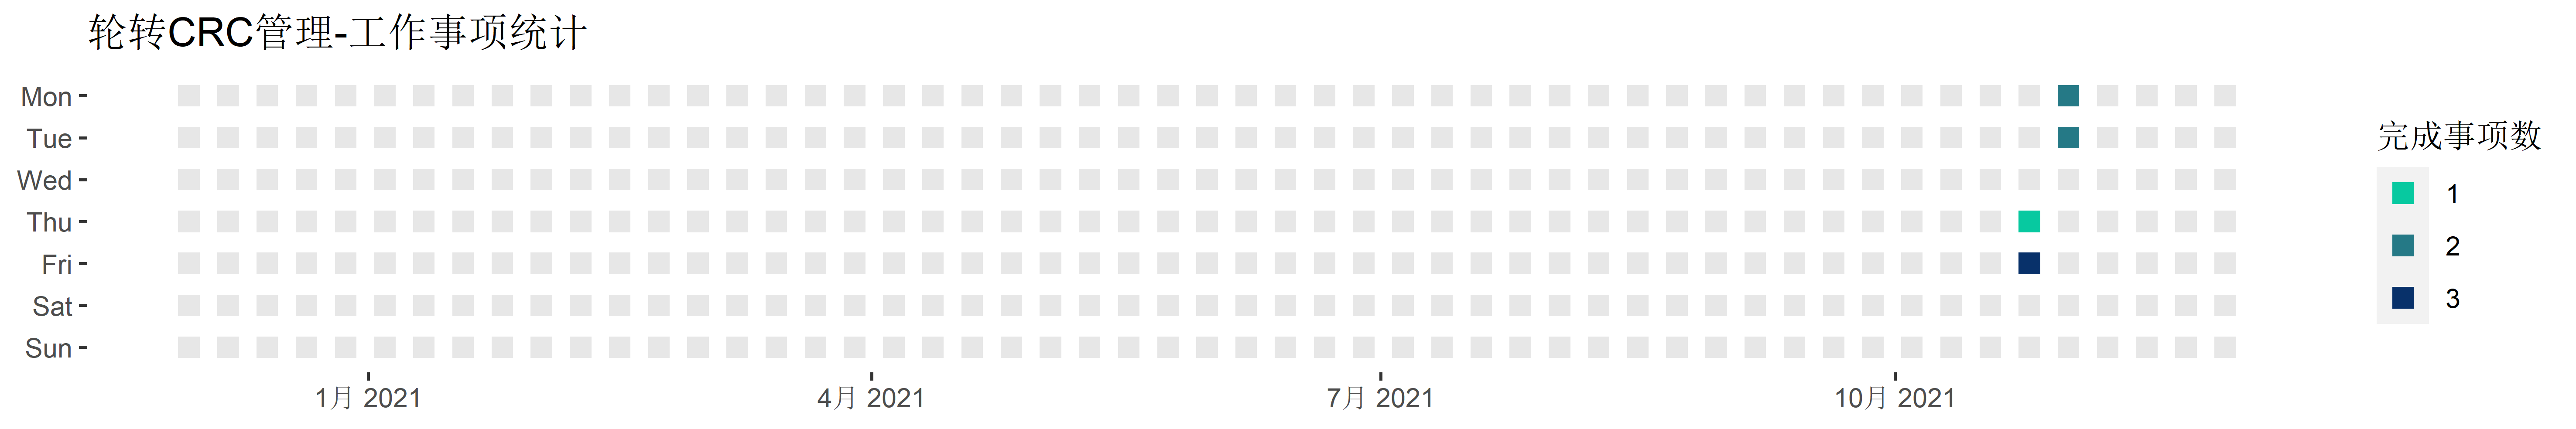 轮转CRC管理-工作事项统计
Mon
Tue
Wed
Thu
Fri
Sat
Sun
1月 2021
4月 2021
7月 2021
10月 2021
完成事项数
1
2
3